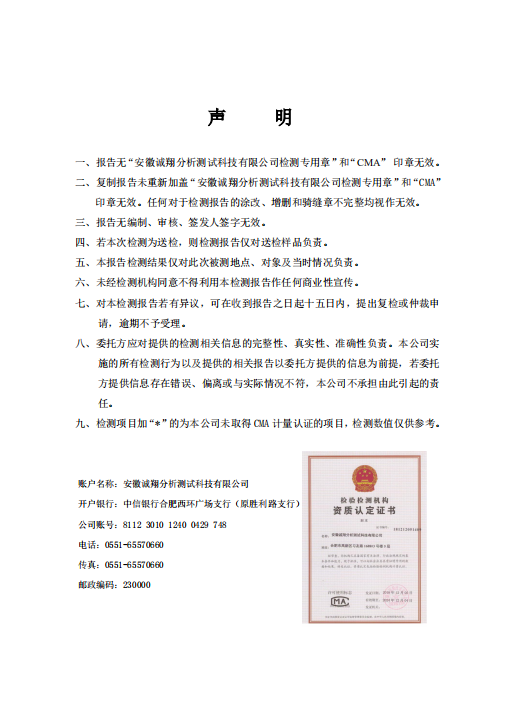 声 明
一、报告无“安徽诚翔分析测试科技有限公司检测专用章”和“CMA” 印章无效。
二、复制报告未重新加盖“安徽诚翔分析测试科技有限公司检测专用章”和“CMA”
印章无效。任何对于检测报告的涂改、增删和骑缝章不完整均视作无效。
三、报告无编制、审核、签发人签字无效。
四、若本次检测为送检，则检测报告仅对送检样品负责。
五、本报告检测结果仅对此次被测地点、对象及当时情况负责。
六、未经检测机构同意不得利用本检测报告作任何商业性宣传。
七、对本检测报告若有异议，可在收到报告之日起十五日内，提出复检或仲裁申
请，逾期不予受理。
八、委托方应对提供的检测相关信息的完整性、真实性、准确性负责。本公司实
施的所有检测行为以及提供的相关报告以委托方提供的信息为前提，若委托
方提供信息存在错误、偏离或与实际情况不符，本公司不承担由此引起的责
任。
九、检测项目加“*”的为本公司未取得 CMA 计量认证的项目，检测数值仅供参考。
账户名称：安徽诚翔分析测试科技有限公司
开户银行：中信银行合肥西环广场支行（原胜利路支行）
公司账号：8112 3010 1240 0429 748
电话：0551-65570660
传真：0551-65570660
邮政编码：230000
检验检测机构
资质认定证书
安徽诚翔分析测试科技有限公司
MA